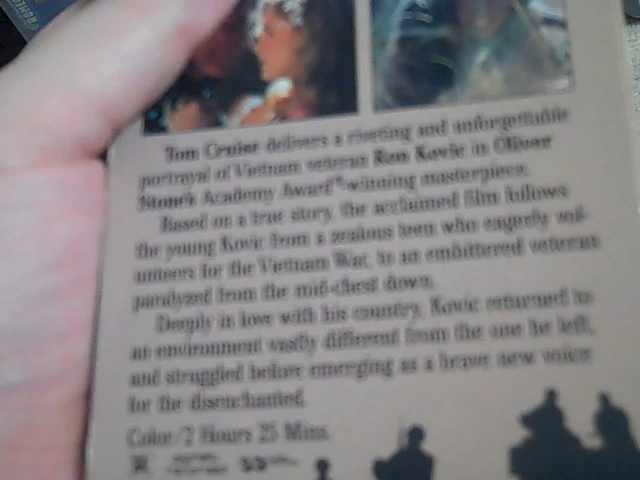 Tom Cruise delivers a riveting and unforgettable
portrayal of Vietnam veteran Ron Kovic in Oliver
Stone's Academy Award®-winning masterpiece.
Based on a true story, the acclaimed film follows
the young Kovic from a zealous teen who eagerly vol-
unteers for the Vietnam War, to an embittered veteran
paralyzed from the mid-chest down.
Deeply in love with his country, Kovic returned to
an environment vastly different from the one he left,
and struggled before emerging as a brave new voice
for the disenchanted.
Color/2 Hours 25 Mins.
R